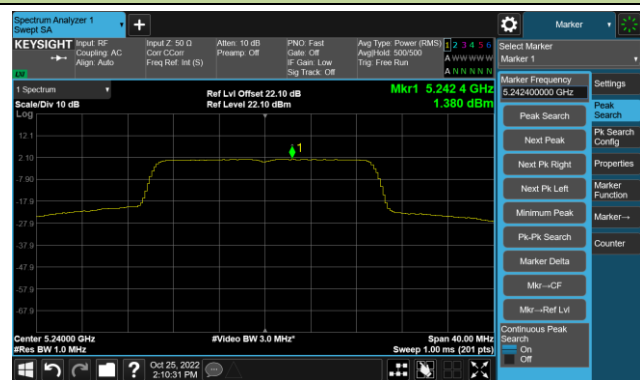 Spectrum Analyzer 1
Swept SA
Marker
KEYSIGHT
Input: RF
Coupling: AC
Align: Auto
Input Z: 50 Ω
Corr CCorr
Freq Ref: Int (S)
Atten: 10 dB
Preamp: Off
PNO: Fast
Gate: Off
IF Gain: Low
Sig Track: Off
Avg Type: Power (RMS)
Avg|Hold: 500/500
Trig: Free Run
1 2 3 4 5 6
A W W W W W
A N N N N N
LXI
Select Marker
Marker 1
1 Spectrum
Scale/Div 10 dB
Log
Ref Lvl Offset 22.10 dB
Ref Level 22.10 dBm
Mkr1 5.242 4 GHz
1.380 dBm
12.1
2.10
-7.90
-17.9
-27.9
-37.9
-47.9
-57.9
-67.9
1
Center 5.24000 GHz
#Res BW 1.0 MHz
#Video BW 3.0 MHz*
Span 40.00 MHz
Sweep 1.00 ms (201 pts)
Marker Frequency
5.242400000 GHz
Peak Search
Next Peak
Next Pk Right
Next Pk Left
Minimum Peak
Pk-Pk Search
Marker Delta
Mkr→CF
Mkr→Ref Lvl
Continuous Peak
Search
On
Off
Settings
Peak
Search
Pk Search
Config
Properties
Marker
Function
Marker→
Counter
Oct 25, 2022
2:10:31 PM